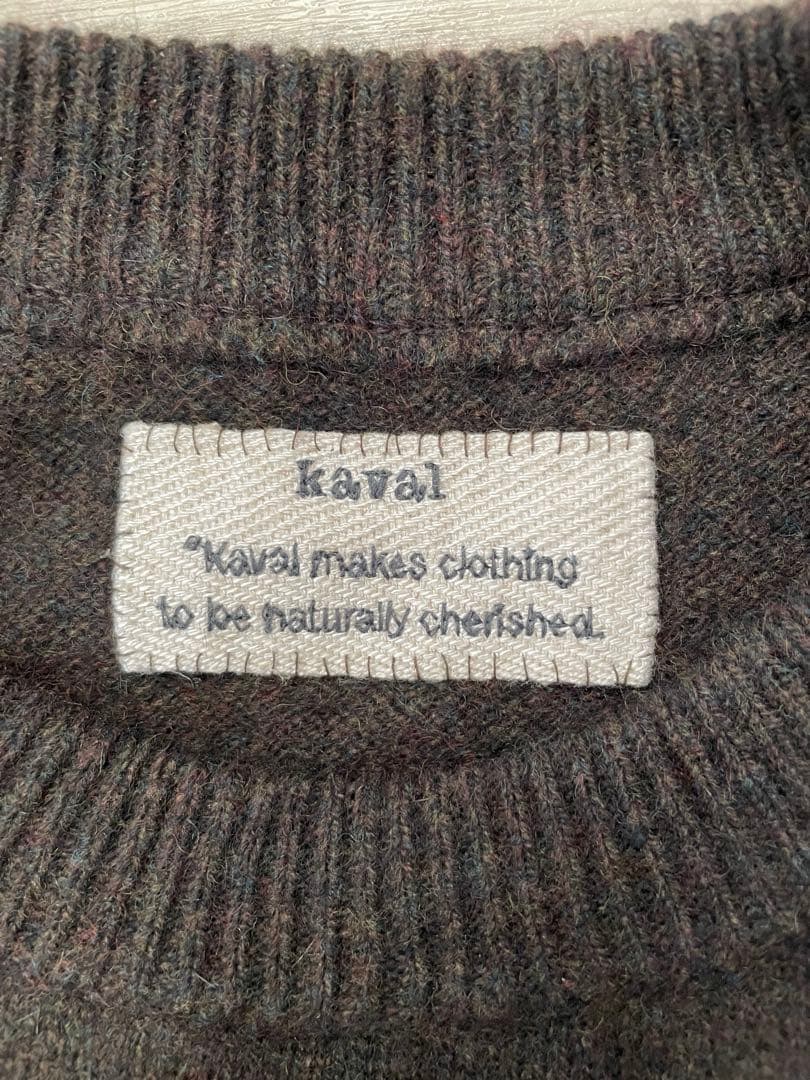 kaval
"Kaval makes clothing
to be naturally cherished.